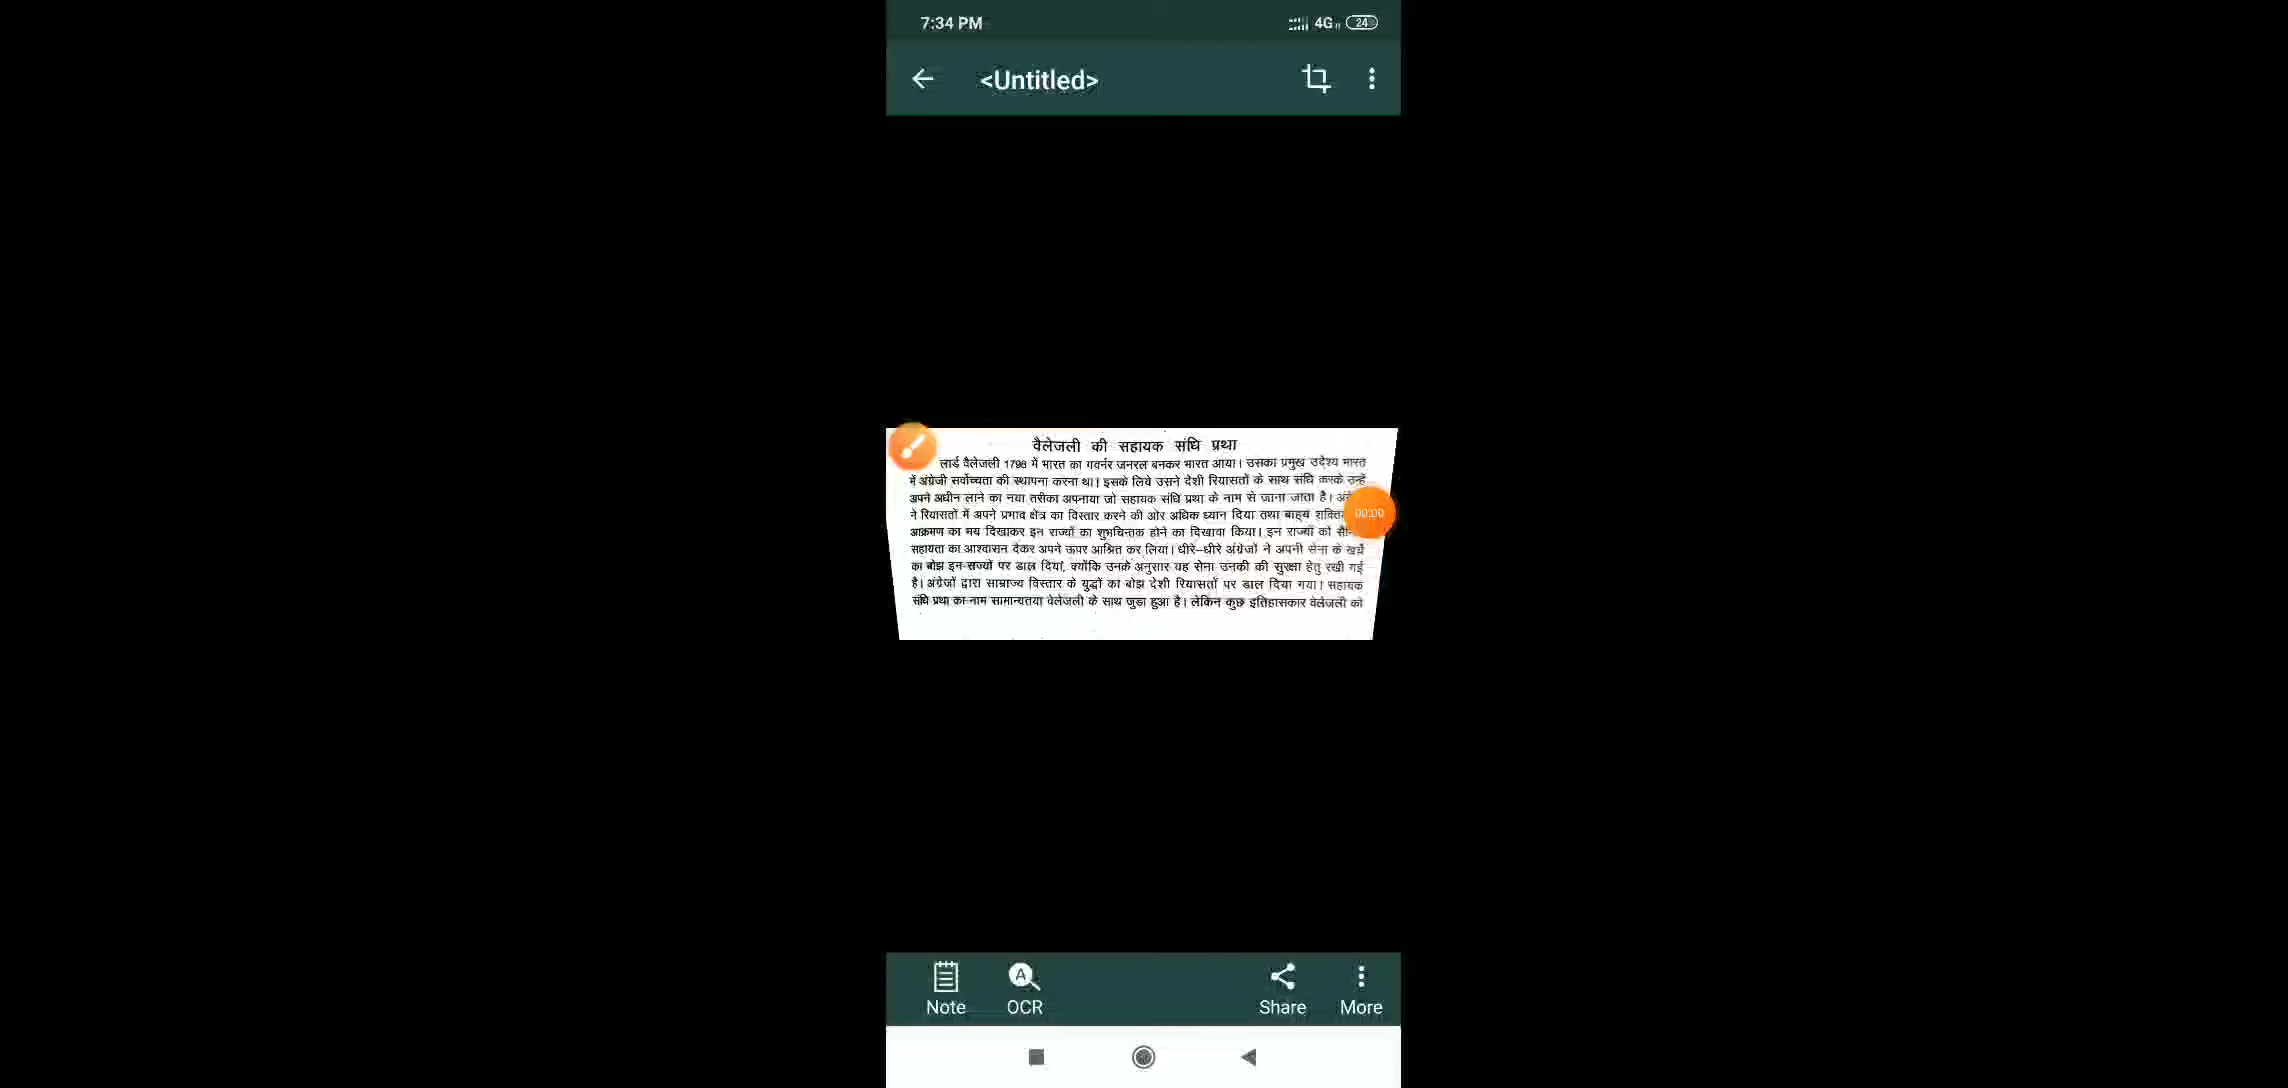 7:34 PM 4G 24
<Untitled>
वैलेजली की सहायक संधि प्रथा
लार्ड वैलेजली 1798 में भारत का गवर्नर जनरल बनकर भारत आया। उसका प्रमुख उदेश्य भारत
में अंग्रेजी सर्वोच्चता की स्थापना करना था। इसके लिये उसने देशी रियासतों के साथ संधि करके उन्हें
अपने अधीन लाने का नया तरीका अपनाया जो सहायक संधि प्रथा के नाम से जाना जाता है।
ने रियासतों में अपने प्रभाव क्षेत्र का विस्तार करने की ओर अधिक ध्यान दिया तथा बाह्य
00:00
आक्रमण का भय दिखाकर इन राज्यों का शुभचिन्तक होने का दिखावा किया। इन राज्यों को
सहायता का आश्वासन देकर अपने ऊपर आश्रित कर लिया। धीरे-धीरे अंग्रेजों ने अपनी सेना के खर्चे
का बोझ इन राज्यों पर डाल दिया, क्योंकि उनके अनुसार यह सेना उनकी की सुरक्षा हेतु रखी गई
है। अंग्रेजों द्वारा साम्राज्य विस्तार के युद्धों का बोझ देशी रियासतों पर डाल दिया गया। सहायक
संधि प्रथा का नाम सामान्यतया वेलेजली के साथ जुड़ा हुआ है। लेकिन कुछ इतिहासकार वेलेजली को
Note OCR Share More